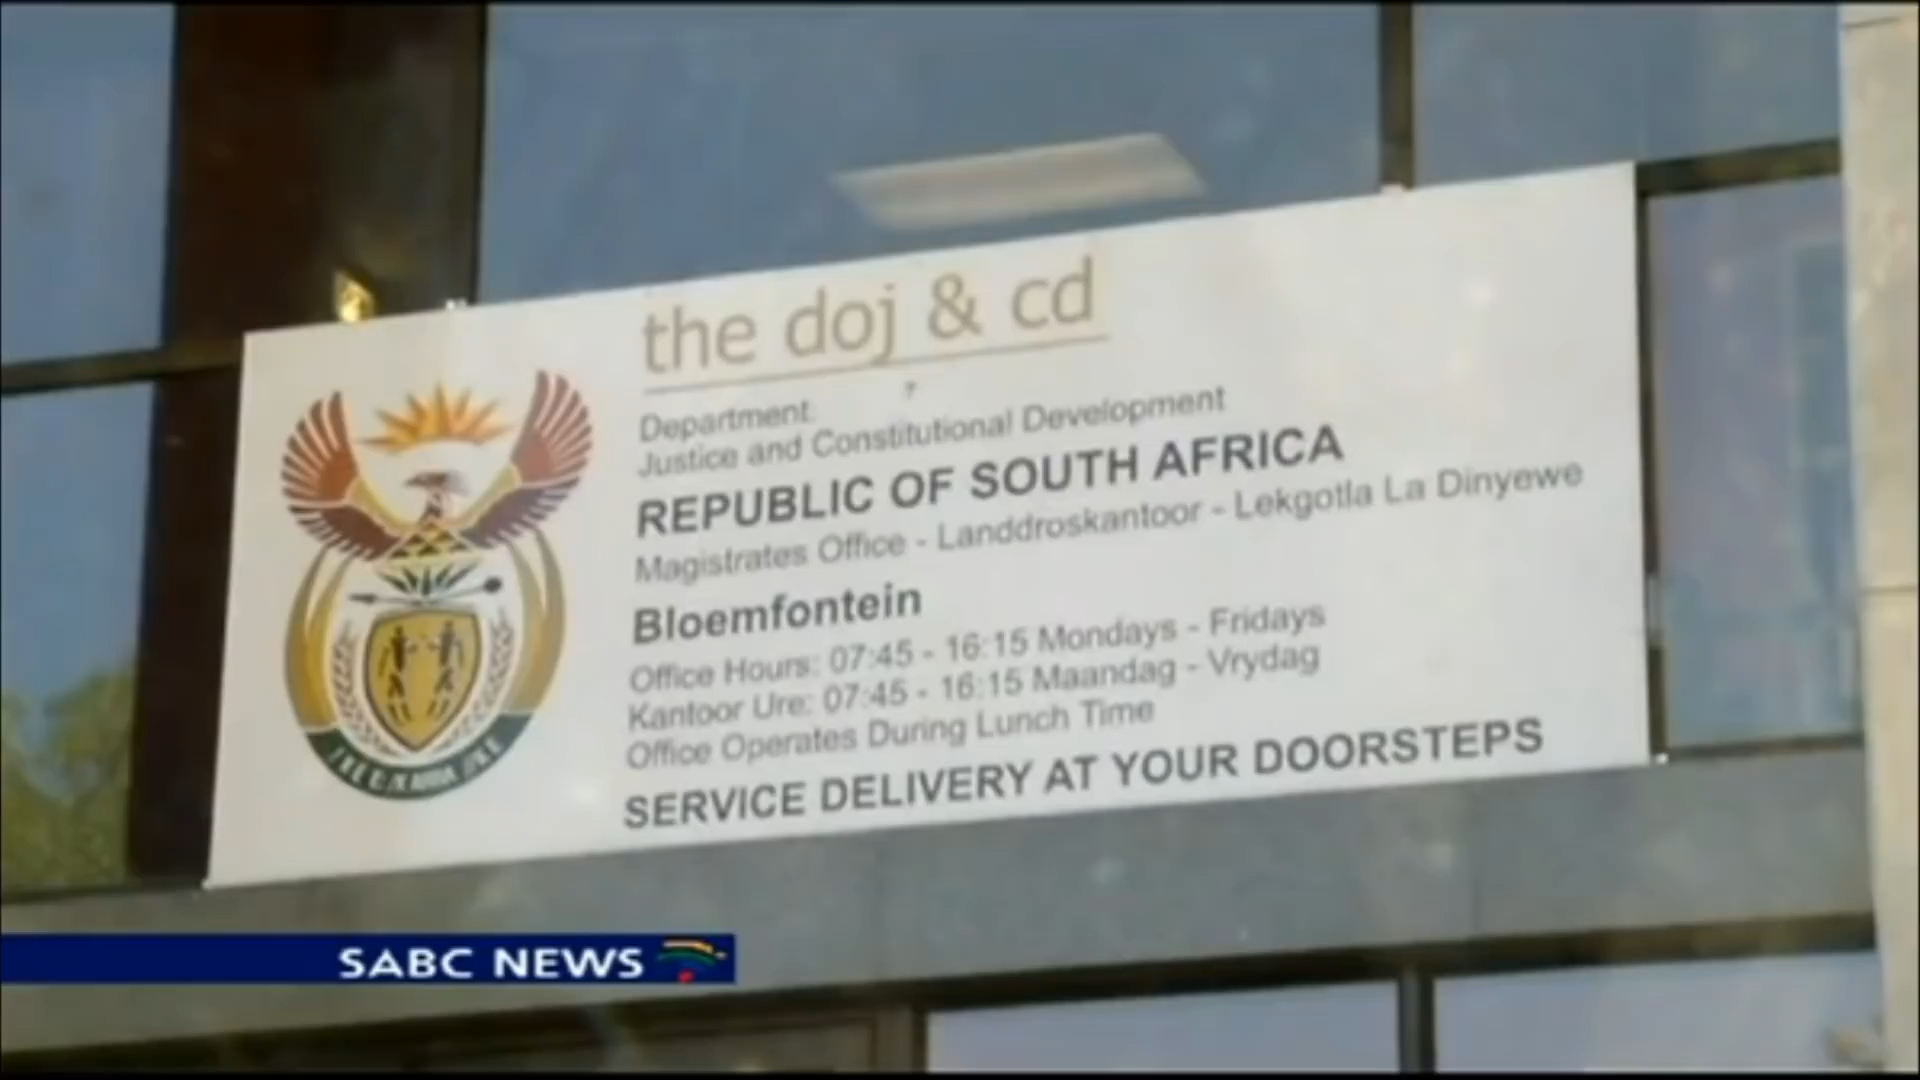 the doj & cd
Department:
Justice and Constitutional Development
REPUBLIC OF SOUTH AFRICA
Magistrates Office - Landdroskantoor - Lekgotla La Dinyewe
Bloemfontein
Office Hours: 07:45 - 16:15 Mondays - Fridays
Kantoor Ure: 07:45 - 16:15 Maandag - Vrydag
Office Operates During Lunch Time
SERVICE DELIVERY AT YOUR DOORSTEPS
SABC NEWS